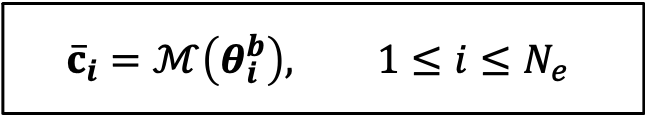 c̄ᵢ = ℳ(θᵢᵇ), 1 ≤ i ≤ Nₑ